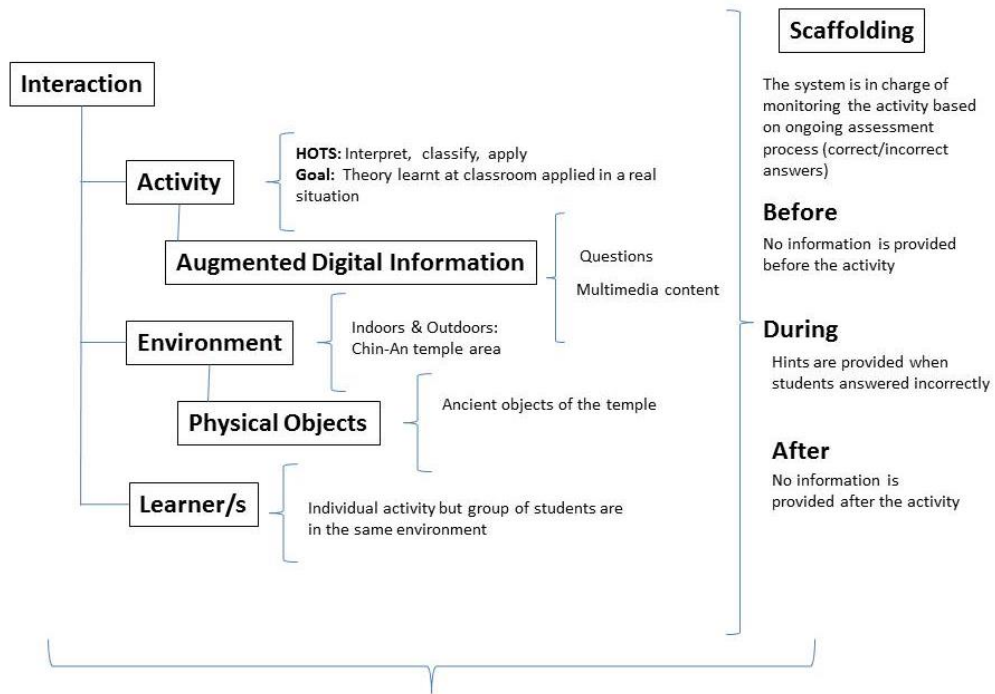 Interaction
Activity
HOTS: Interpret, classify, apply
Goal: Theory learnt at classroom applied in a real
situation
Augmented Digital Information
Questions
Multimedia content
Environment
Indoors & Outdoors:
Chin-An temple area
Physical Objects
Ancient objects of the temple
Learner/s
Individual activity but group of students are
in the same environment
Scaffolding
The system is in charge of
monitoring the activity based
on ongoing assessment
process (correct/incorrect
answers)
Before
No information is provided
before the activity
During
Hints are provided when
students answered incorrectly
After
No information is
provided after the activity